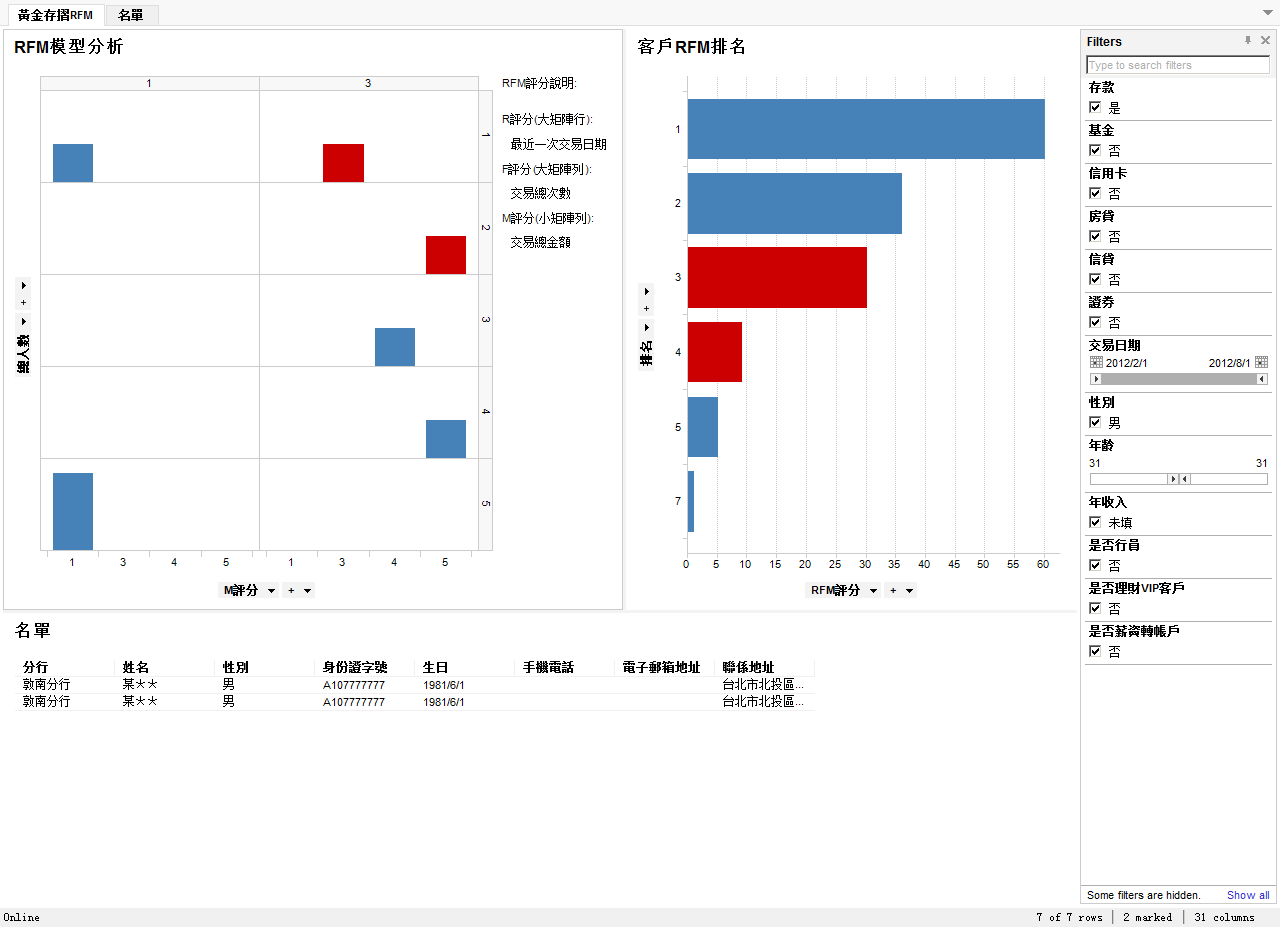 黃金存摺RFM
名單
RFM模型分析
1
3
1
2
3
4
5
總人數
+
1
3
4
5
1
3
4
5
M評分
+
RFM評分說明:
R評分(大矩陣行):
最近一次交易日期
F評分(大矩陣列):
交易總次數
M評分(小矩陣列):
交易總金額
客戶RFM排名
1
2
3
4
5
7
排名
+
0
5
10
15
20
25
30
35
40
45
50
55
60
RFM評分
+
名單
分行 姓名 性別 身份證字號 生日 手機電話 電子郵箱地址 聯係地址
敦南分行 某** 男 A107777777 1981/6/1 台北市北投區...
敦南分行 某** 男 A107777777 1981/6/1 台北市北投區...
Filters
Type to search filters
存款
是
基金
否
信用卡
否
房貸
否
信貸
否
證券
否
交易日期
2012/2/1 2012/8/1
性別
男
年齡
31 31
年收入
未填
是否行員
否
是否理財VIP客戶
否
是否薪資轉帳戶
否
Some filters are hidden. Show all
Online
7 of 7 rows
2 marked
31 columns